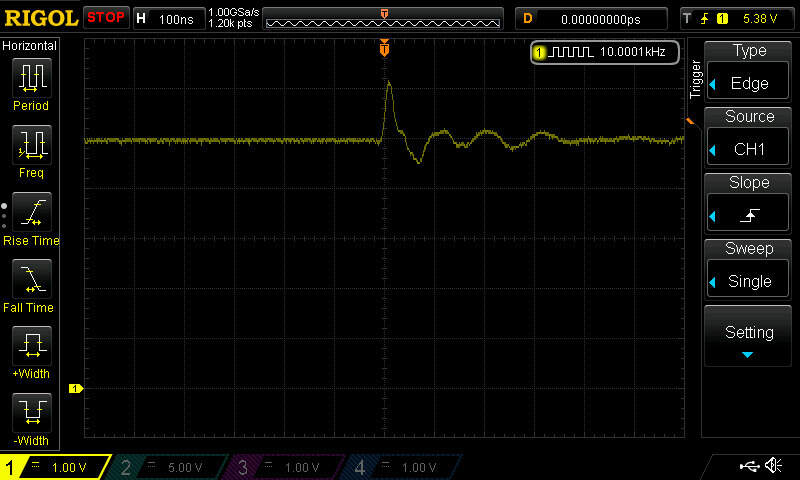 RIGOL STOP H 100ns 1.00GSa/s 1.20k pts T D 0.00000000ps T 1 5.38 V
Horizontal
Period
Freq
Rise Time
Fall Time
+Width
-Width
T
1 10.0001kHz
1
Trigger
Type
Edge
Source
CH1
Slope
Sweep
Single
Setting
1 1.00 V 2 5.00 V 3 1.00 V 4 1.00 V